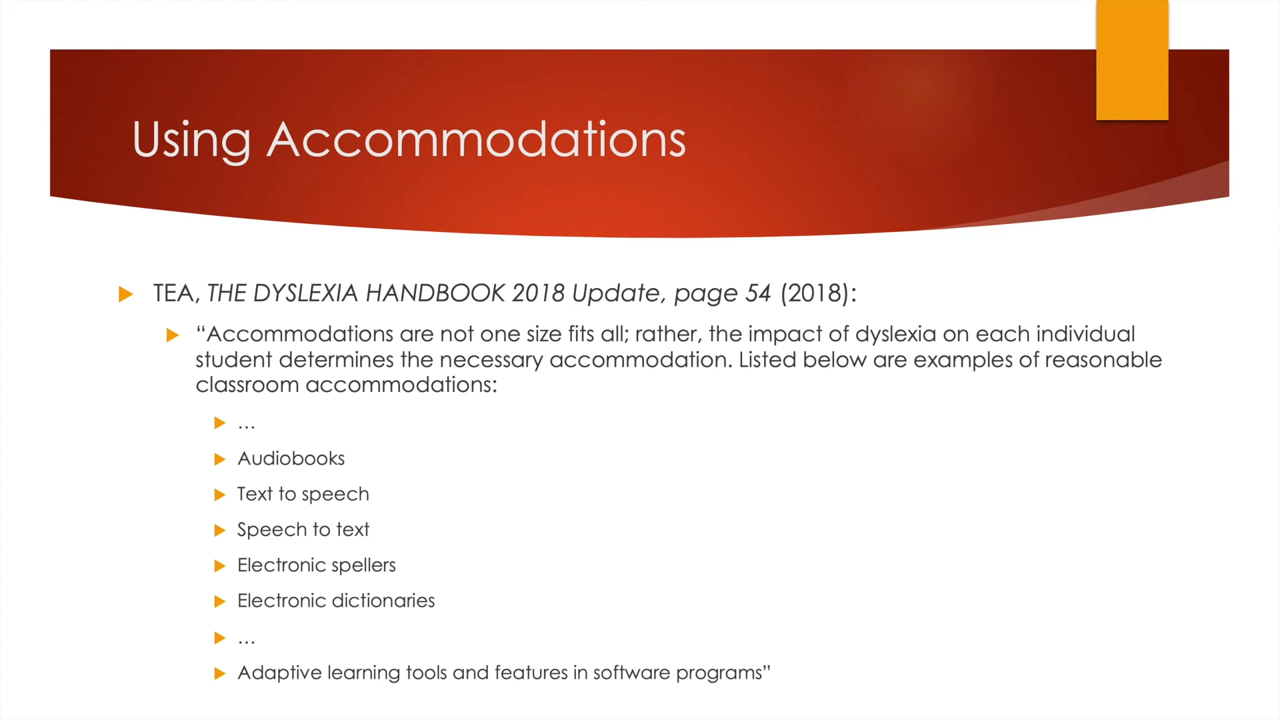 Using Accommodations
TEA, THE DYSLEXIA HANDBOOK 2018 Update, page 54 (2018):
“Accommodations are not one size fits all; rather, the impact of dyslexia on each individual
student determines the necessary accommodation. Listed below are examples of reasonable
classroom accommodations:
…
Audiobooks
Text to speech
Speech to text
Electronic spellers
Electronic dictionaries
…
Adaptive learning tools and features in software programs”